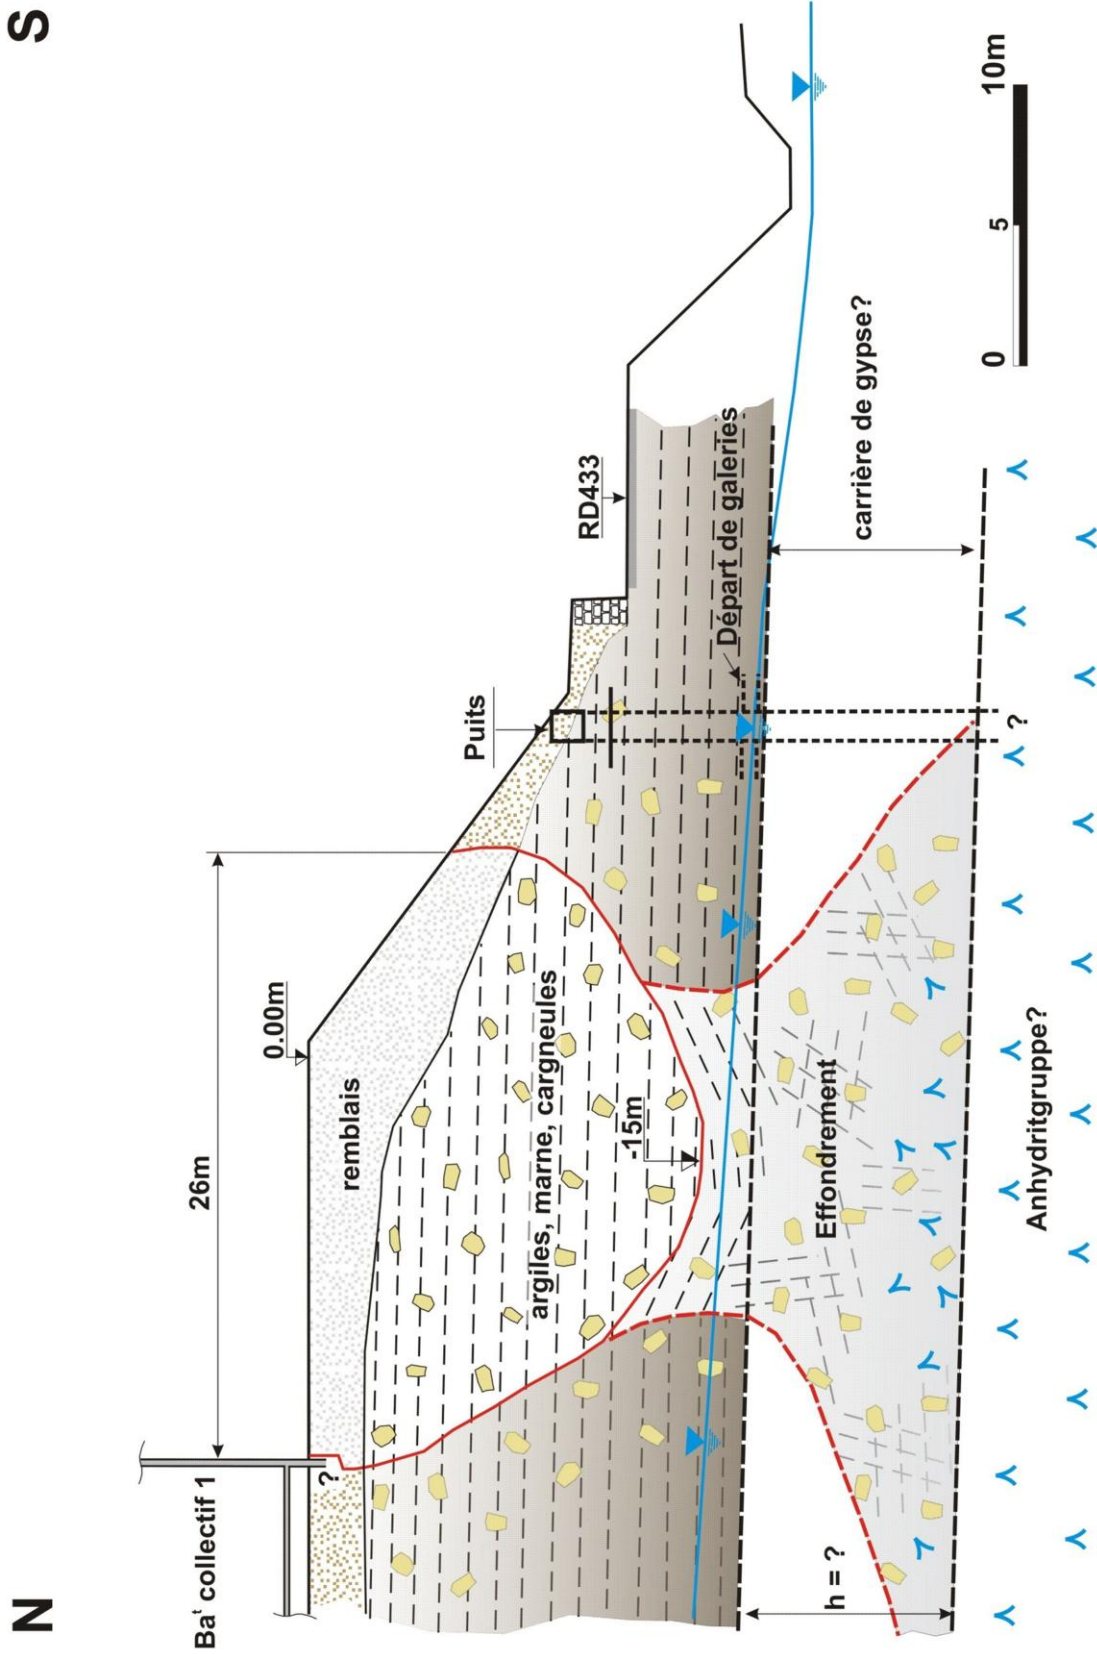 N
S
Baᵗ collectif 1
26m
0.00m
remblais
Puits
RD433
?
argiles, marne, cargneules
-15m
Départ de galeries
h = ?
Effondrement
carrière de gypse?
?
Anhydritgruppe?
0
5
10m